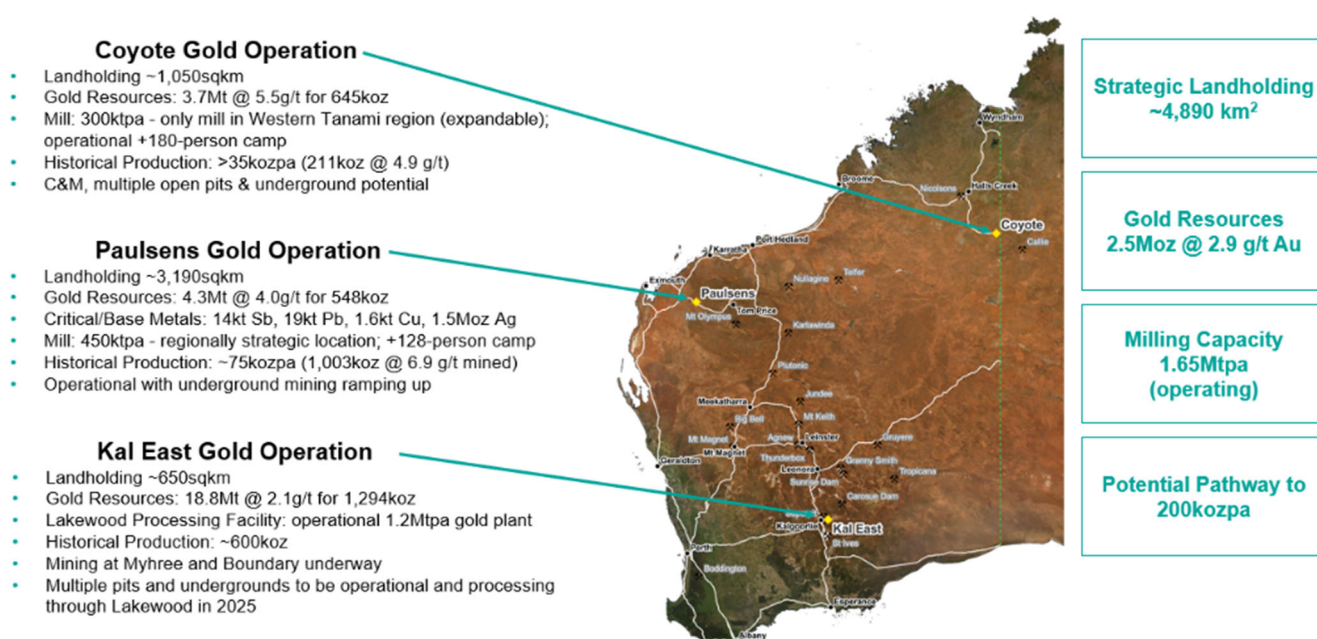 Coyote Gold Operation
• Landholding ~1,050sqkm
• Gold Resources: 3.7Mt @ 5.5g/t for 645koz
• Mill: 300ktpa - only mill in Western Tanami region (expandable);
operational +180-person camp
• Historical Production: >35kozpa (211koz @ 4.9 g/t)
• C&M, multiple open pits & underground potential
Paulsens Gold Operation
• Landholding ~3,190sqkm
• Gold Resources: 4.3Mt @ 4.0g/t for 548koz
• Critical/Base Metals: 14kt Sb, 19kt Pb, 1.6kt Cu, 1.5Moz Ag
• Mill: 450ktpa - regionally strategic location; +128-person camp
• Historical Production: ~75kozpa (1,003koz @ 6.9 g/t mined)
• Operational with underground mining ramping up
Kal East Gold Operation
• Landholding ~650sqkm
• Gold Resources: 18.8Mt @ 2.1g/t for 1,294koz
• Lakewood Processing Facility: operational 1.2Mtpa gold plant
• Historical Production: ~600koz
• Mining at Myhree and Boundary underway
• Multiple pits and undergrounds to be operational and processing
through Lakewood in 2025
Wyndham
Broome
Nicolsons
Halls Creek
Coyote
Callie
Port Hedland
Karratha
Exmouth
Nullagine
Telfer
Paulsens
Tom Price
Mt Olympus
Karlawinda
Plutonic
Jundee
Meekatharra
Big Bell
Mt Keith
Mt Magnet
Agnew
Leinster
Gruyere
Mt Magnet
Thunderbox
Geraldton
Leonora
Granny Smith
Sunrise Dam
Tropicana
Carosue Dam
Kalgoorlie
Kal East
St Ives
Perth
Boddington
Esperance
Albany
Strategic Landholding
~4,890 km²
Gold Resources
2.5Moz @ 2.9 g/t Au
Milling Capacity
1.65Mtpa
(operating)
Potential Pathway to
200kozpa